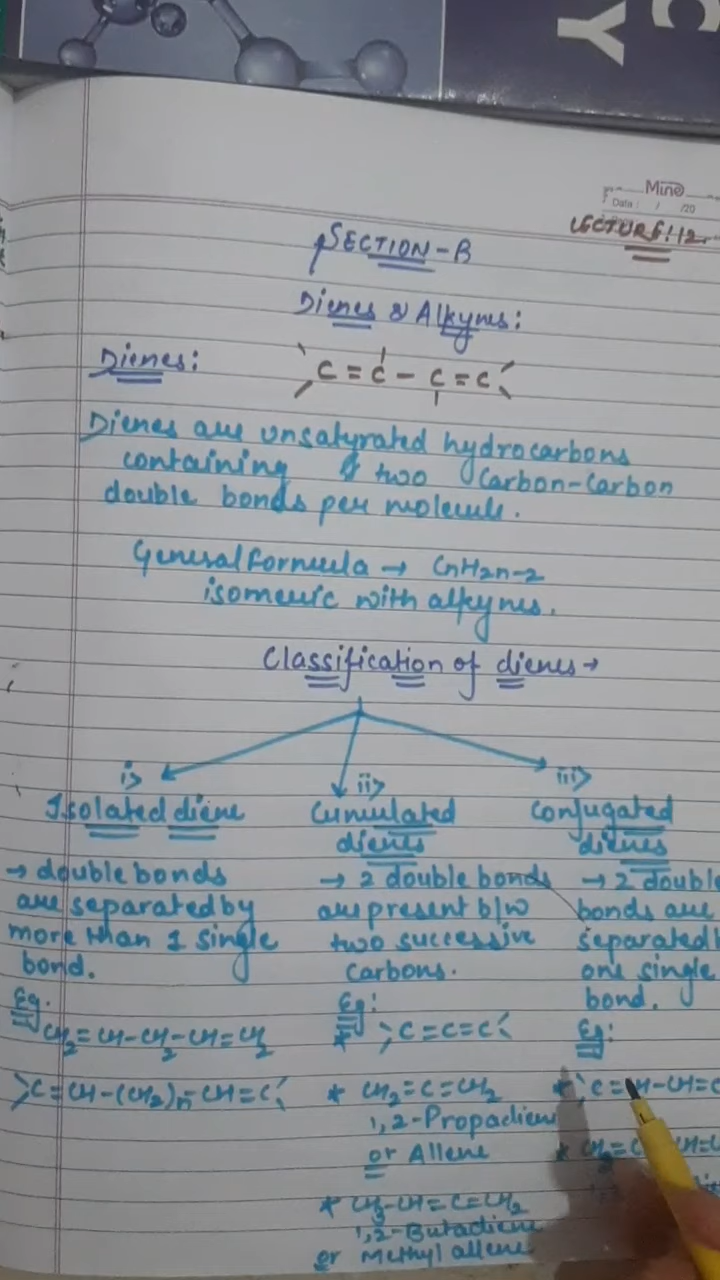 CY
Mine
Date: / /20
LECTURE:12.
SECTION-B
Dienes & Alkynes:
Dienes:
C = C - C = C
Dienes are unsaturated hydrocarbons
containing two Carbon-Carbon
double bonds per molecule.
General formula → CnH2n-2
isomeric with alkynes.
Classification of dienes →
i>
Isolated diene
→ double bonds
are separated by
more than 1 single
bond.
Eg.
CH2=CH-CH2-CH=CH2
>C=CH-(CH2)n-CH=C<
ii>
Cumulated
dienes
→ 2 double bonds
are present b/w
two successive
Carbons.
Eg:
* >C=C=C<
* CH2=C=CH2
1,2-Propadiene
or Allene
* CH3-CH=C=CH2
1,2-Butadiene
or Methyl allene
iii>
Conjugated
dienes
→ 2 double
bonds are
separated
one single
bond.
Eg: